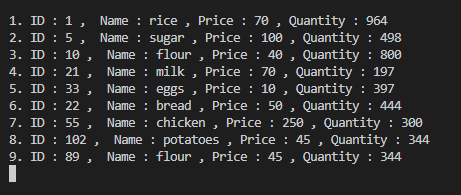 1. ID : 1 ,  Name : rice , Price : 70 , Quantity : 964
2. ID : 5 ,  Name : sugar , Price : 100 , Quantity : 498
3. ID : 10 ,  Name : flour , Price : 40 , Quantity : 800
4. ID : 21 ,  Name : milk , Price : 70 , Quantity : 197
5. ID : 33 ,  Name : eggs , Price : 10 , Quantity : 397
6. ID : 22 ,  Name : bread , Price : 50 , Quantity : 444
7. ID : 55 ,  Name : chicken , Price : 250 , Quantity : 300
8. ID : 102 ,  Name : potatoes , Price : 45 , Quantity : 344
9. ID : 89 ,  Name : flour , Price : 45 , Quantity : 344